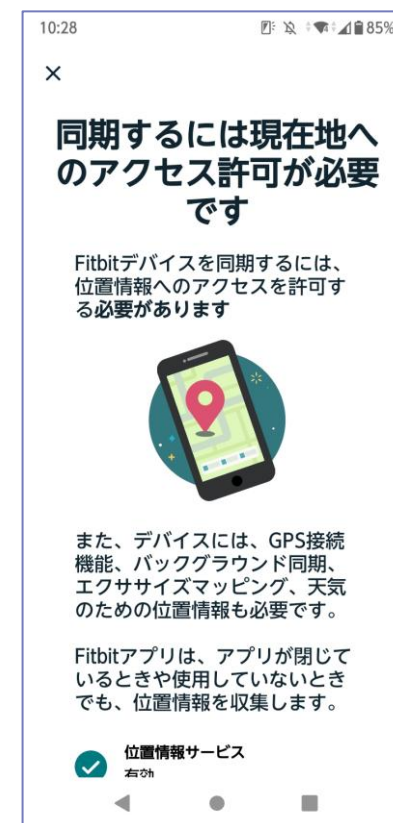 10:28
85%
同期するには現在地へ
のアクセス許可が必要
です
Fitbitデバイスを同期するには、
位置情報へのアクセスを許可す
る必要があります
また、デバイスには、GPS接続
機能、バックグラウンド同期、
エクササイズマッピング、天気
のための位置情報も必要です。
Fitbitアプリは、アプリが閉じて
いるときや使用していないとき
でも、位置情報を収集します。
位置情報サービス
有効